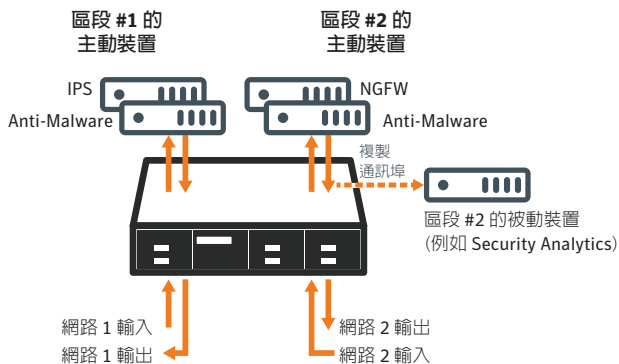 區段 #1 的
主動裝置
區段 #2 的
主動裝置
IPS
Anti-Malware
NGFW
Anti-Malware
複製
通訊埠
區段 #2 的被動裝置
(例如 Security Analytics)
網路 1 輸入
網路 1 輸出
網路 2 輸出
網路 2 輸入